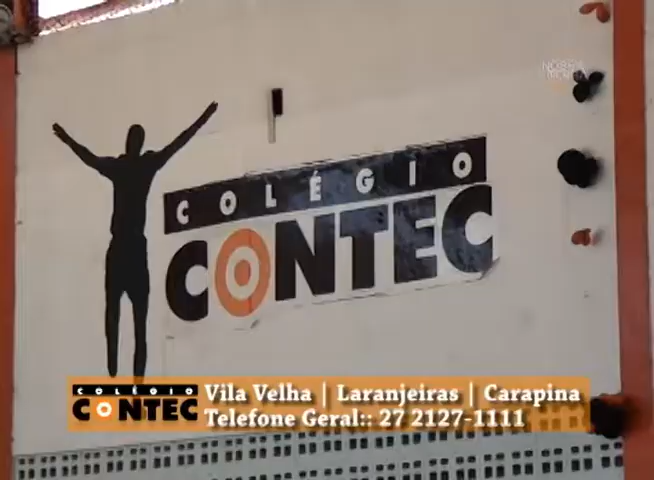 COLÉGIO
CONTEC
COLÉGIO
CONTEC
Vila Velha | Laranjeiras | Carapina
Telefone Geral:: 27 2127-1111